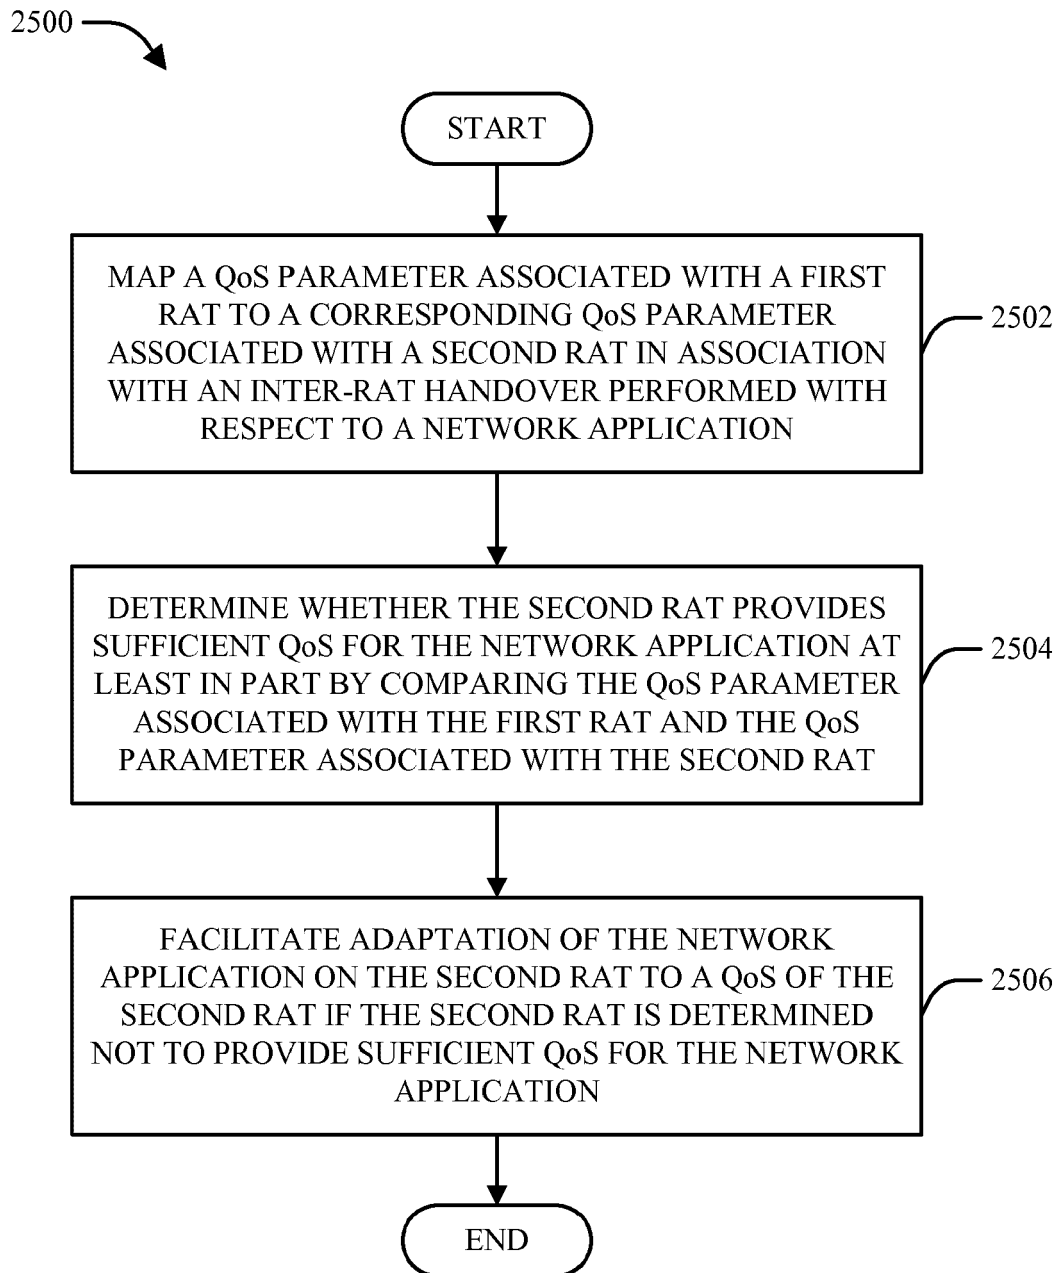 2500
START
MAP A QoS PARAMETER ASSOCIATED WITH A FIRST
RAT TO A CORRESPONDING QoS PARAMETER
ASSOCIATED WITH A SECOND RAT IN ASSOCIATION
WITH AN INTER-RAT HANDOVER PERFORMED WITH
RESPECT TO A NETWORK APPLICATION
2502
DETERMINE WHETHER THE SECOND RAT PROVIDES
SUFFICIENT QoS FOR THE NETWORK APPLICATION AT
LEAST IN PART BY COMPARING THE QoS PARAMETER
ASSOCIATED WITH THE FIRST RAT AND THE QoS
PARAMETER ASSOCIATED WITH THE SECOND RAT
2504
FACILITATE ADAPTATION OF THE NETWORK
APPLICATION ON THE SECOND RAT TO A QoS OF THE
SECOND RAT IF THE SECOND RAT IS DETERMINED
NOT TO PROVIDE SUFFICIENT QoS FOR THE NETWORK
APPLICATION
2506
END